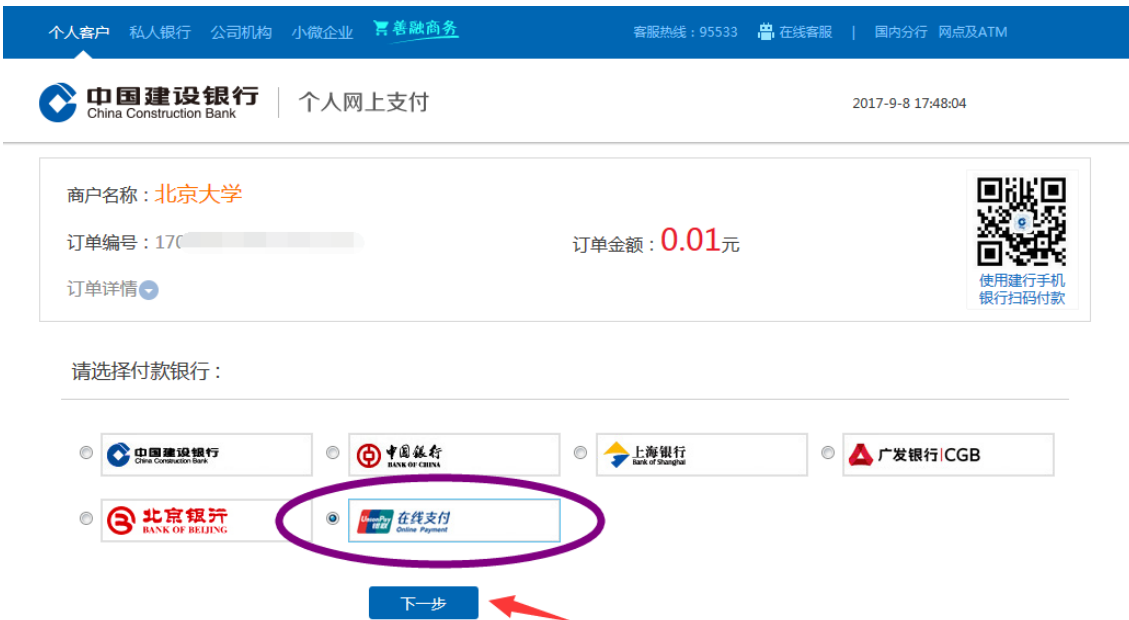 个人客户 私人银行 公司机构 小微企业 善融商务 客服热线：95533 在线客服 | 国内分行 网点及ATM
中国建设银行 个人网上支付 2017-9-8 17:48:04
China Construction Bank
商户名称：北京大学
订单编号：170 订单金额：0.01元
订单详情
使用建行手机
银行扫码付款
请选择付款银行：
中国建设银行 中国银行 上海银行 广发银行|CGB
China Construction Bank BANK OF CHINA Bank of Shanghai
北京银行 UnionPay 银联 在线支付
BANK OF BEIJING Online Payment
下一步